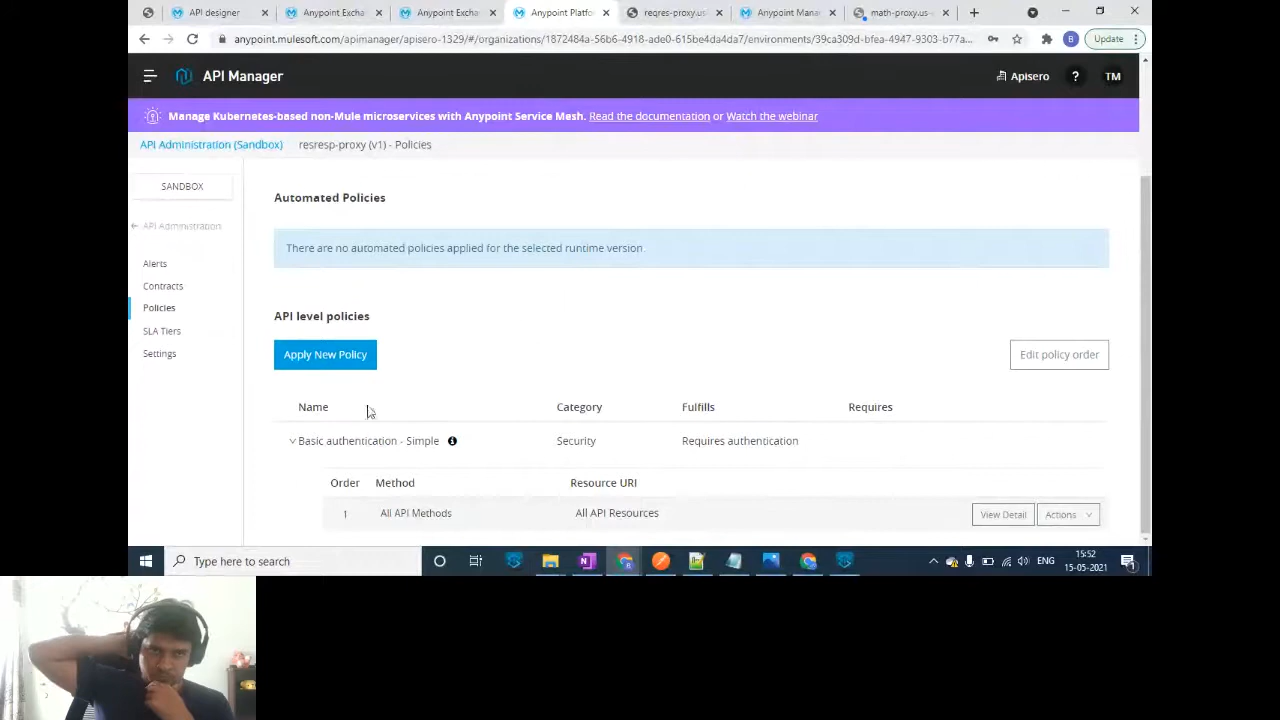 API designer
Anypoint Excha
Anypoint Exchan
Anypoint Platfo
reqres-proxy.us
Anypoint Mana
math-proxy.us-
anypoint.mulesoft.com/apimanager/apisero-1329/#/organizations/1872484a-56b6-4918-ade0-615be4da4da7/environments/39ca309d-bfea-4947-9303-b77a...
Update
API Manager
Apisero
?
TM
Manage Kubernetes-based non-Mule microservices with Anypoint Service Mesh. Read the documentation or Watch the webinar
API Administration (Sandbox)
resresp-proxy (v1) - Policies
SANDBOX
API Administration
Alerts
Contracts
Policies
SLA Tiers
Settings
Automated Policies
There are no automated policies applied for the selected runtime version.
API level policies
Apply New Policy
Edit policy order
Name Category Fulfills Requires
Basic authentication - Simple Security Requires authentication
Order Method Resource URI
1 All API Methods All API Resources View Detail Actions
Type here to search
ENG
15:52
15-05-2021